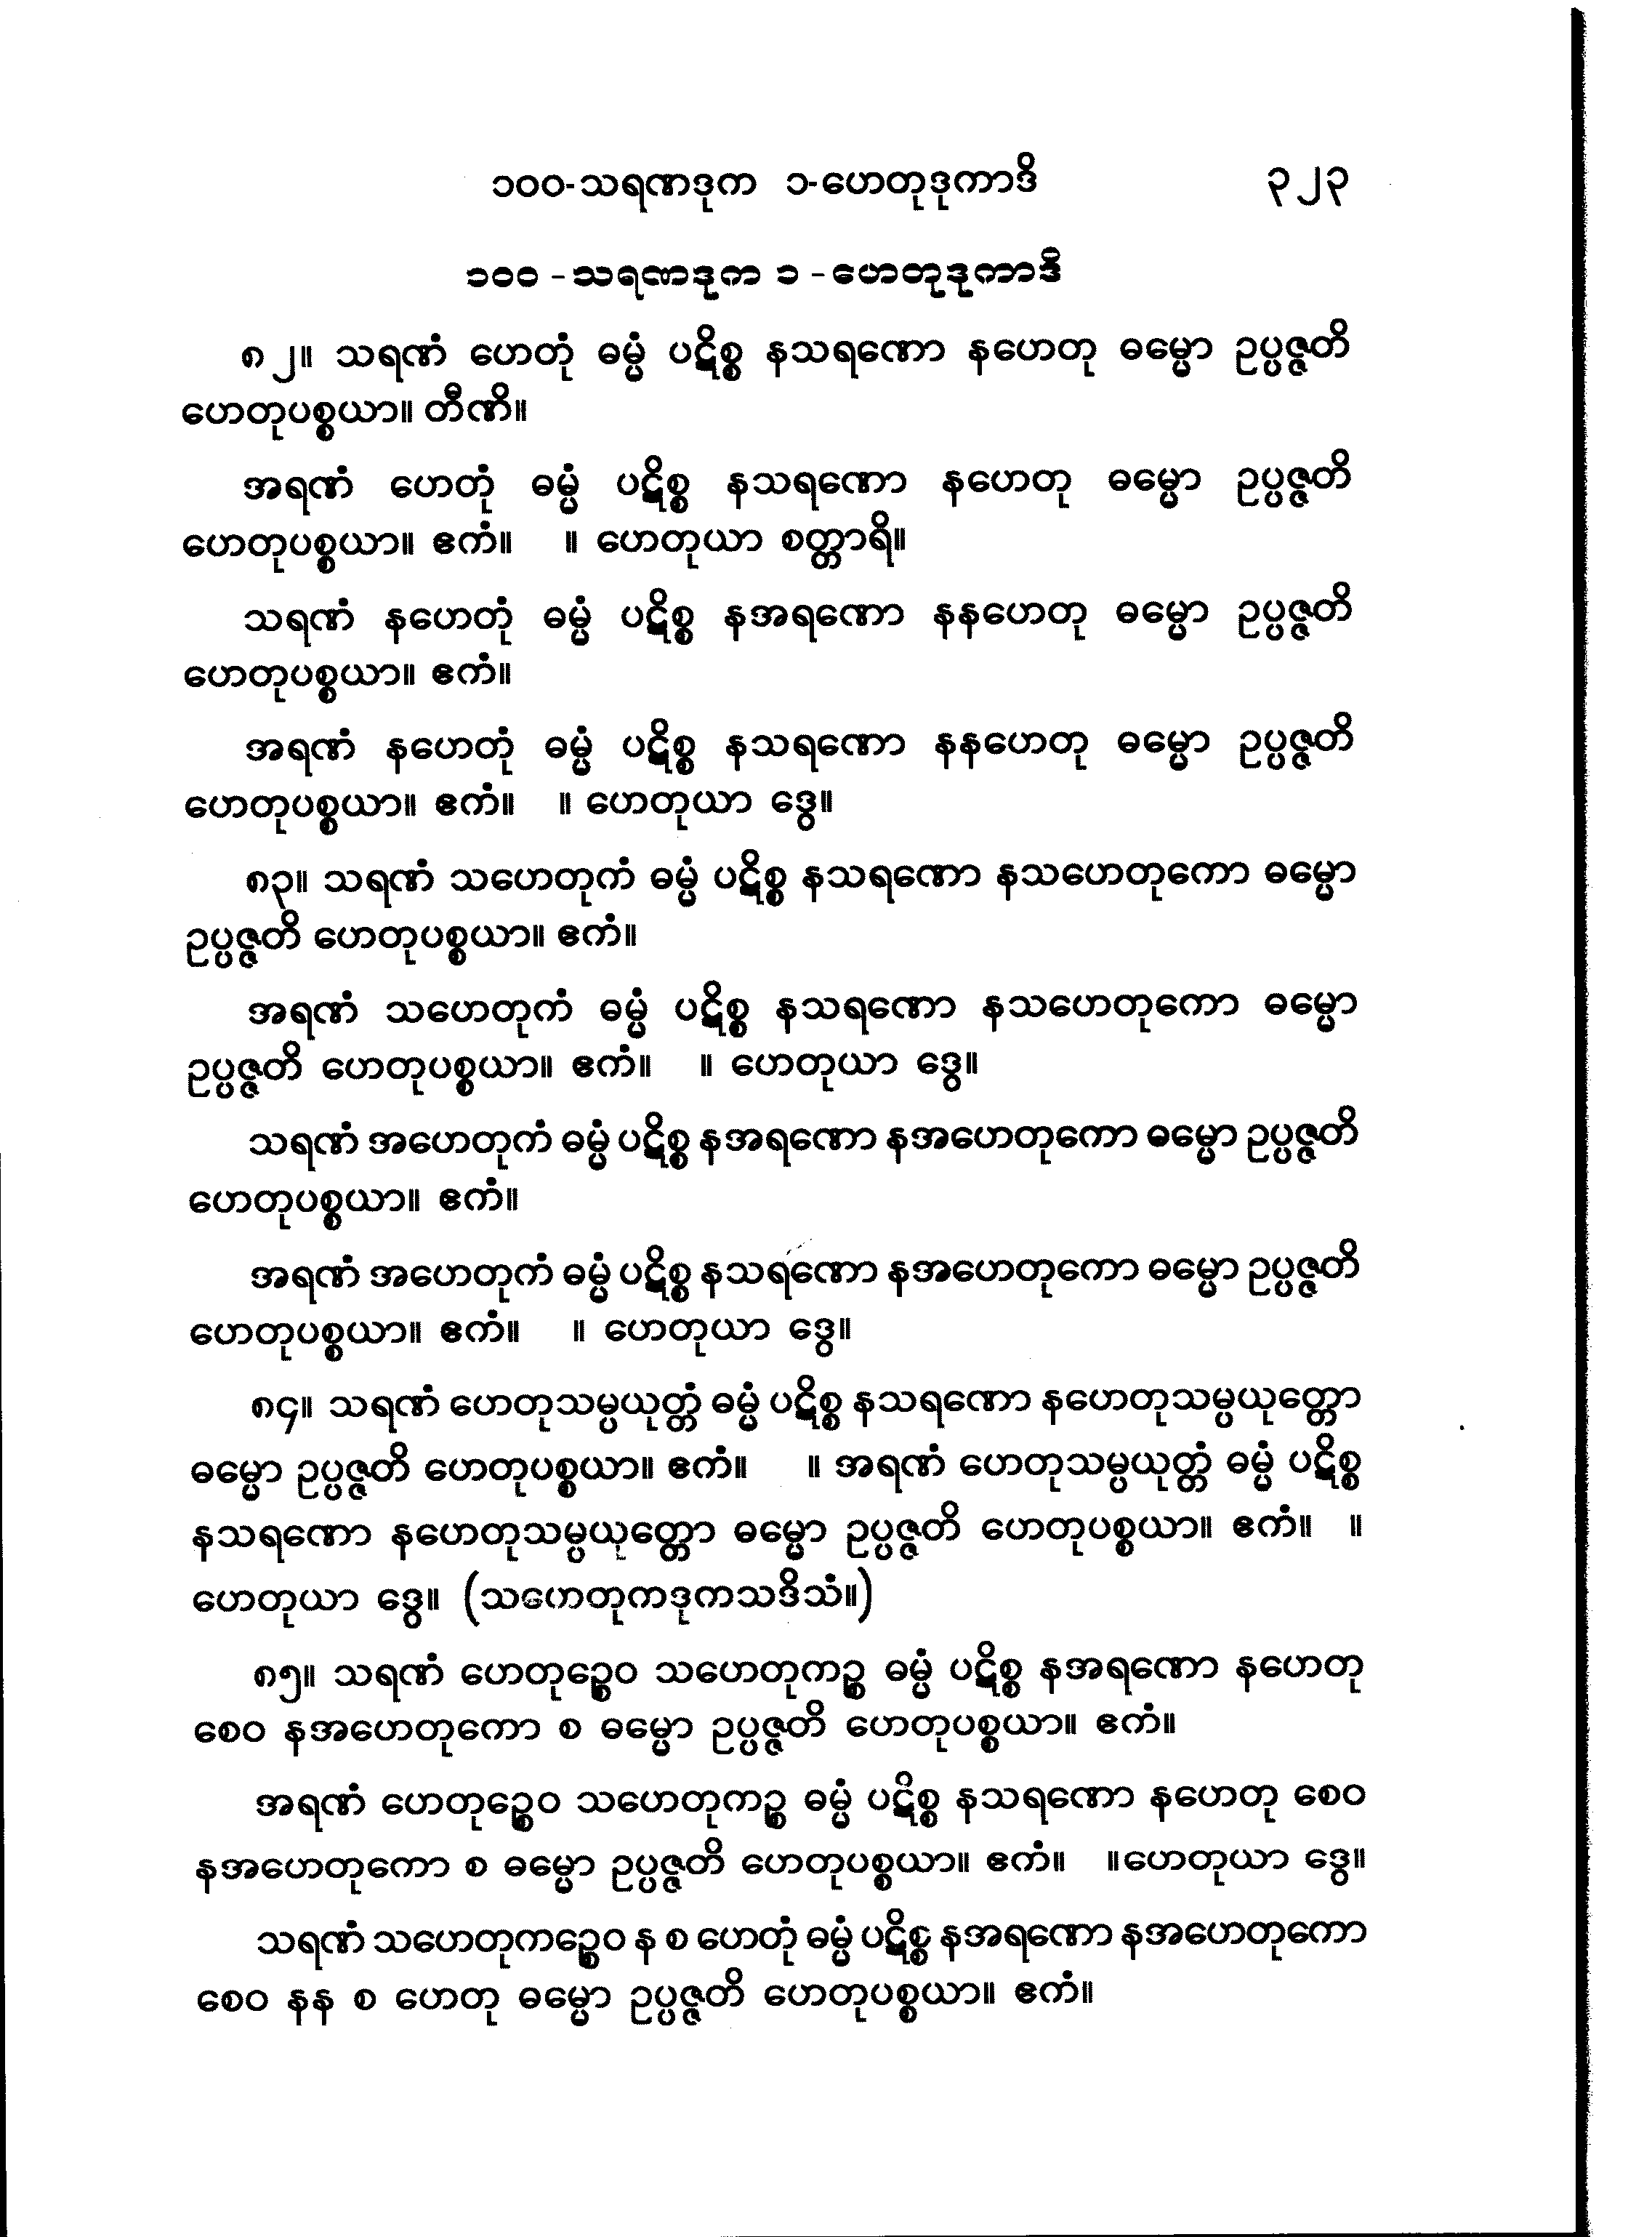 ၁၀၀-သရဏဒုက ၁-ဟေတုဒုကာဒိ ၃၂၃
၁၀၀ -သရဏဒုက ၁ -ဟေတုဒုကာဒိ
၈၂။ သရဏံ ဟေတုံ ဓမ္မံ ပဋိစ္စ နသရဏော နဟေတု ဓမ္မော ဥပ္ပဇ္ဇတိ
ဟေတုပစ္စယာ။ တီဏိ။
အရဏံ ဟေတုံ ဓမ္မံ ပဋိစ္စ နသရဏော နဟေတု ဓမ္မော ဥပ္ပဇ္ဇတိ
ဟေတုပစ္စယာ။ ဧကံ။ ။ ဟေတုယာ စတ္တာရိ။
သရဏံ နဟေတုံ ဓမ္မံ ပဋိစ္စ နအရဏော နနဟေတု ဓမ္မော ဥပ္ပဇ္ဇတိ
ဟေတုပစ္စယာ။ ဧကံ။
အရဏံ နဟေတုံ ဓမ္မံ ပဋိစ္စ နသရဏော နနဟေတု ဓမ္မော ဥပ္ပဇ္ဇတိ
ဟေတုပစ္စယာ။ ဧကံ။ ။ ဟေတုယာ ဒွေ။
၈၃။ သရဏံ သဟေတုကံ ဓမ္မံ ပဋိစ္စ နသရဏော နသဟေတုကော ဓမ္မော
ဥပ္ပဇ္ဇတိ ဟေတုပစ္စယာ။ ဧကံ။
အရဏံ သဟေတုကံ ဓမ္မံ ပဋိစ္စ နသရဏော နသဟေတုကော ဓမ္မော
ဥပ္ပဇ္ဇတိ ဟေတုပစ္စယာ။ ဧကံ။ ။ ဟေတုယာ ဒွေ။
သရဏံ အဟေတုကံ ဓမ္မံ ပဋိစ္စ နအရဏော နအဟေတုကော ဓမ္မော ဥပ္ပဇ္ဇတိ
ဟေတုပစ္စယာ။ ဧကံ။
အရဏံ အဟေတုကံ ဓမ္မံ ပဋိစ္စ နသရဏော နအဟေတုကော ဓမ္မော ဥပ္ပဇ္ဇတိ
ဟေတုပစ္စယာ။ ဧကံ။ ။ ဟေတုယာ ဒွေ။
၈၄။ သရဏံ ဟေတုသမ္ပယုတ္တံ ဓမ္မံ ပဋိစ္စ နသရဏော နဟေတုသမ္ပယုတ္တော
ဓမ္မော ဥပ္ပဇ္ဇတိ ဟေတုပစ္စယာ။ ဧကံ။ ။ အရဏံ ဟေတုသမ္ပယုတ္တံ ဓမ္မံ ပဋိစ္စ
နသရဏော နဟေတုသမ္ပယုတ္တော ဓမ္မော ဥပ္ပဇ္ဇတိ ဟေတုပစ္စယာ။ ဧကံ။ ။
ဟေတုယာ ဒွေ။ (သဟေတုကဒုကသဒိသံ။)
၈၅။ သရဏံ ဟေတုဉ္စေဝ သဟေတုကဉ္စ ဓမ္မံ ပဋိစ္စ နအရဏော နဟေတု
စေဝ နအဟေတုကော စ ဓမ္မော ဥပ္ပဇ္ဇတိ ဟေတုပစ္စယာ။ ဧကံ။
အရဏံ ဟေတုဉ္စေဝ သဟေတုကဉ္စ ဓမ္မံ ပဋိစ္စ နသရဏော နဟေတု စေဝ
နအဟေတုကော စ ဓမ္မော ဥပ္ပဇ္ဇတိ ဟေတုပစ္စယာ။ ဧကံ။ ။ဟေတုယာ ဒွေ။
သရဏံ သဟေတုကဉ္စေဝ န စ ဟေတုံ ဓမ္မံ ပဋိစ္စ နအရဏော နအဟေတုကော
စေဝ နန စ ဟေတု ဓမ္မော ဥပ္ပဇ္ဇတိ ဟေတုပစ္စယာ။ ဧကံ။